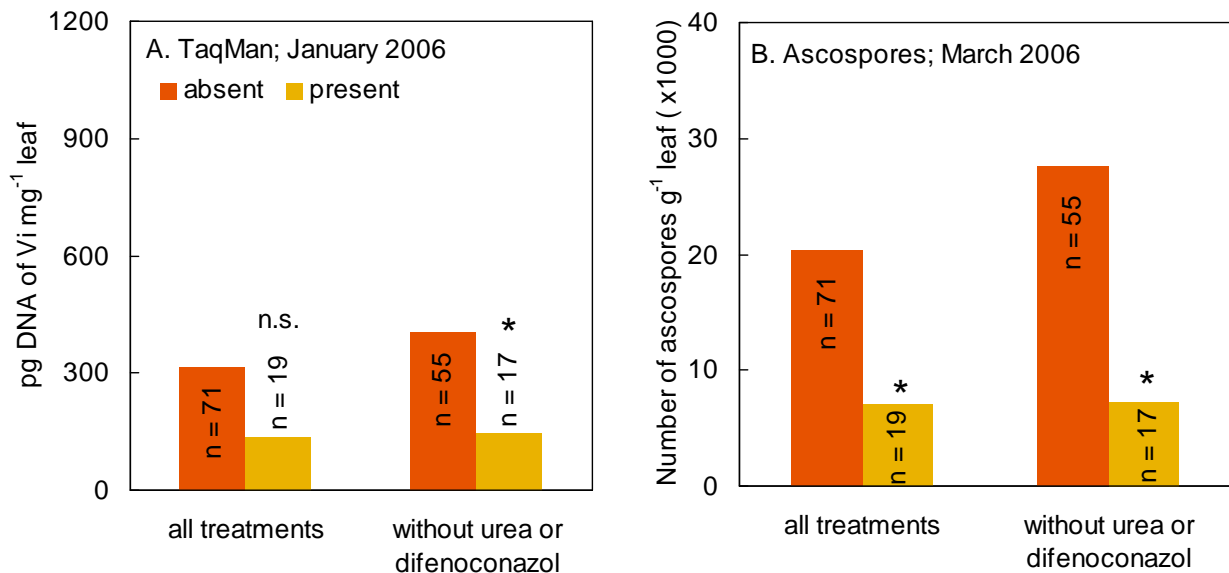 A. TaqMan; January 2006
absent present
pg DNA of Vi mg⁻¹ leaf
1200
900
600
300
0
n = 71
n = 19
n.s.
n = 55
n = 17
*
all treatments
without urea or
difenoconazol
B. Ascospores; March 2006
Number of ascospores g⁻¹ leaf ( x1000)
40
30
20
10
0
n = 71
n = 19
*
n = 55
n = 17
*
all treatments
without urea or
difenoconazol